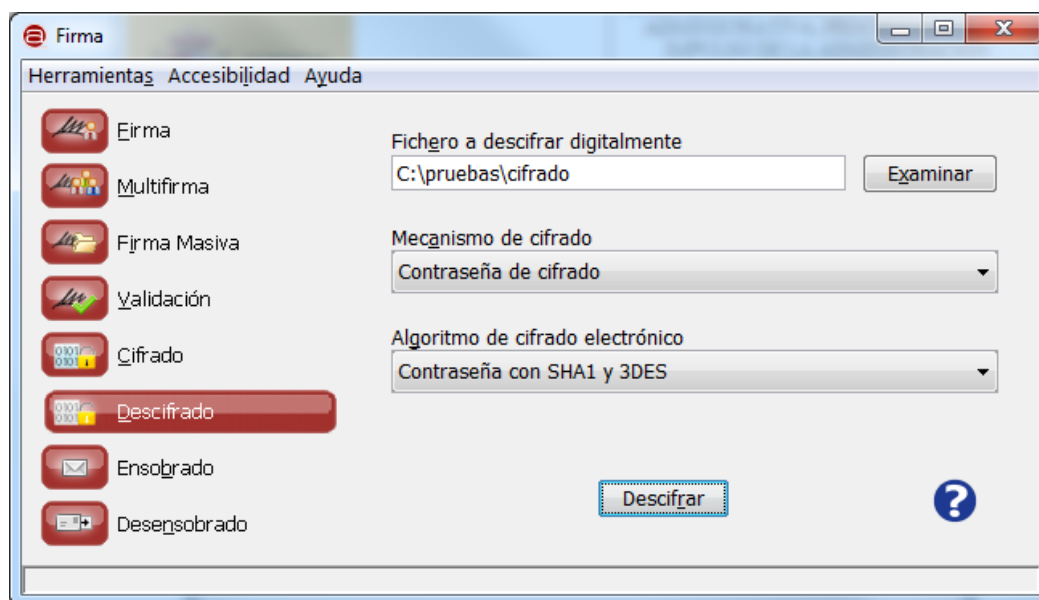 Firma
Herramientas Accesibilidad Ayuda
Firma
Multifirma
Firma Masiva
Validación
Cifrado
Descifrado
Ensobrado
Desensobrado
Fichero a descifrar digitalmente
C:\pruebas\cifrado
Examinar
Mecanismo de cifrado
Contraseña de cifrado
Algoritmo de cifrado electrónico
Contraseña con SHA1 y 3DES
Descifrar
?